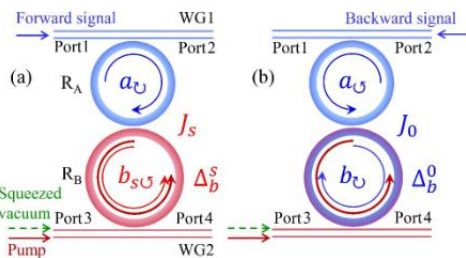 Forward signal WG1
Port1 Port2
(a) R_A a↻
J_s
R_B b_s↺ Δ_b^s
Squeezed vacuum
Port3 Port4
Pump WG2
Backward signal
Port1 Port2
(b) a↺
J_0
b↻ Δ_b^0
Port3 Port4